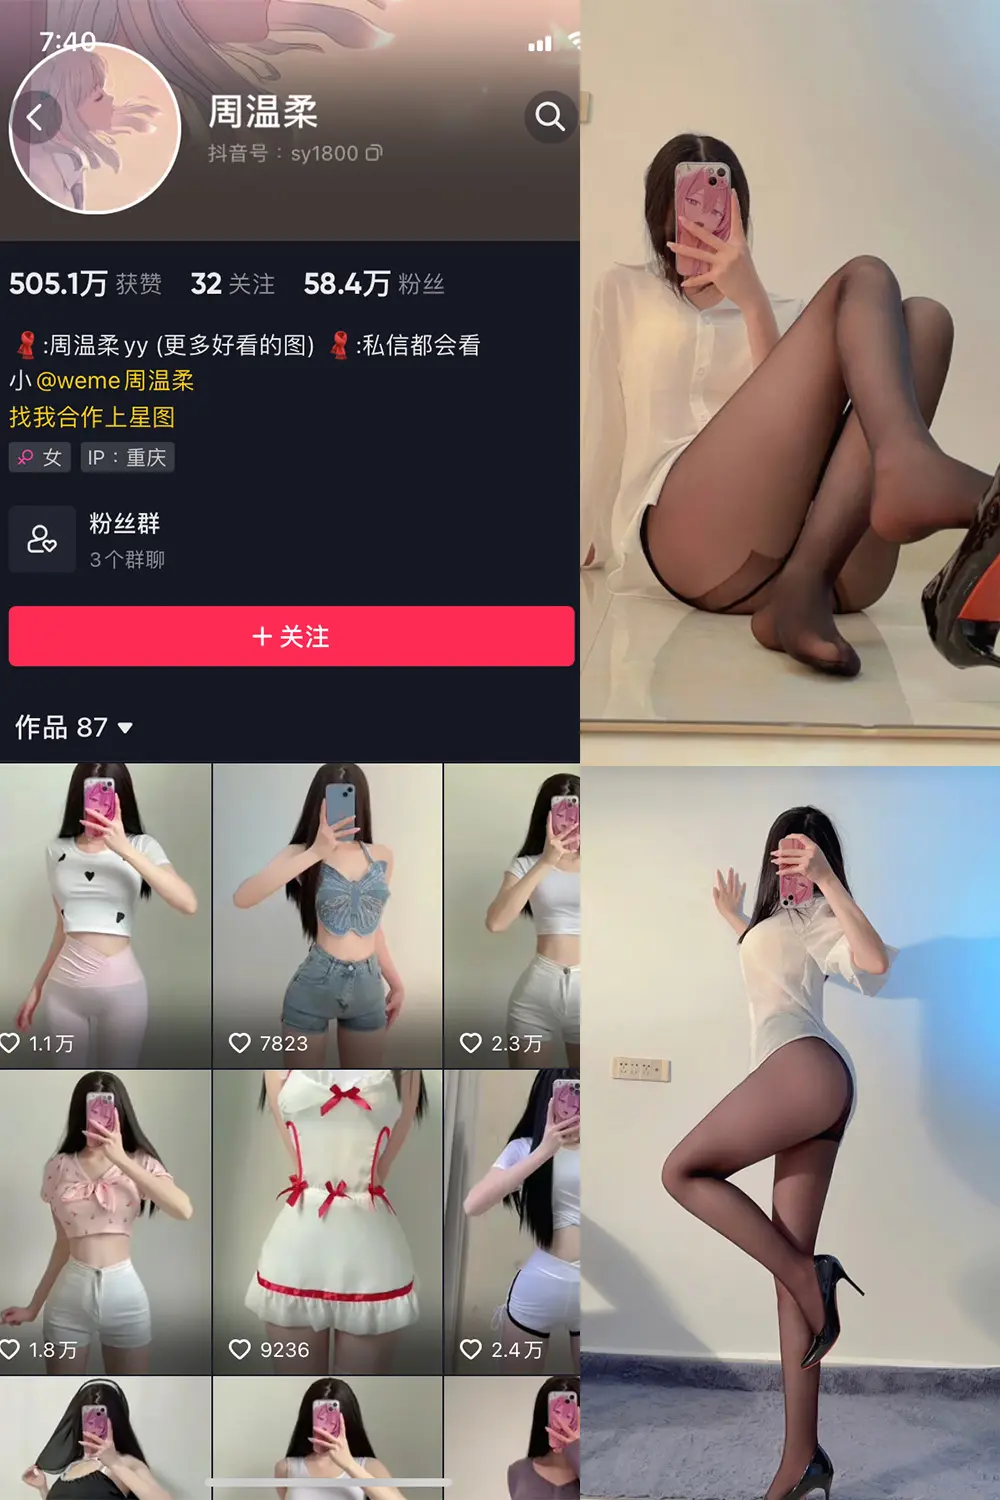 7:40
周温柔
抖音号：sy1800
505.1万 获赞 32 关注 58.4万 粉丝
🧣:周温柔yy (更多好看的图) 🧣:私信都会看
小@weme周温柔
找我合作上星图
女 IP：重庆
粉丝群
3个群聊
+ 关注
作品 87
1.1万 7823 2.3万
1.8万 9236 2.4万